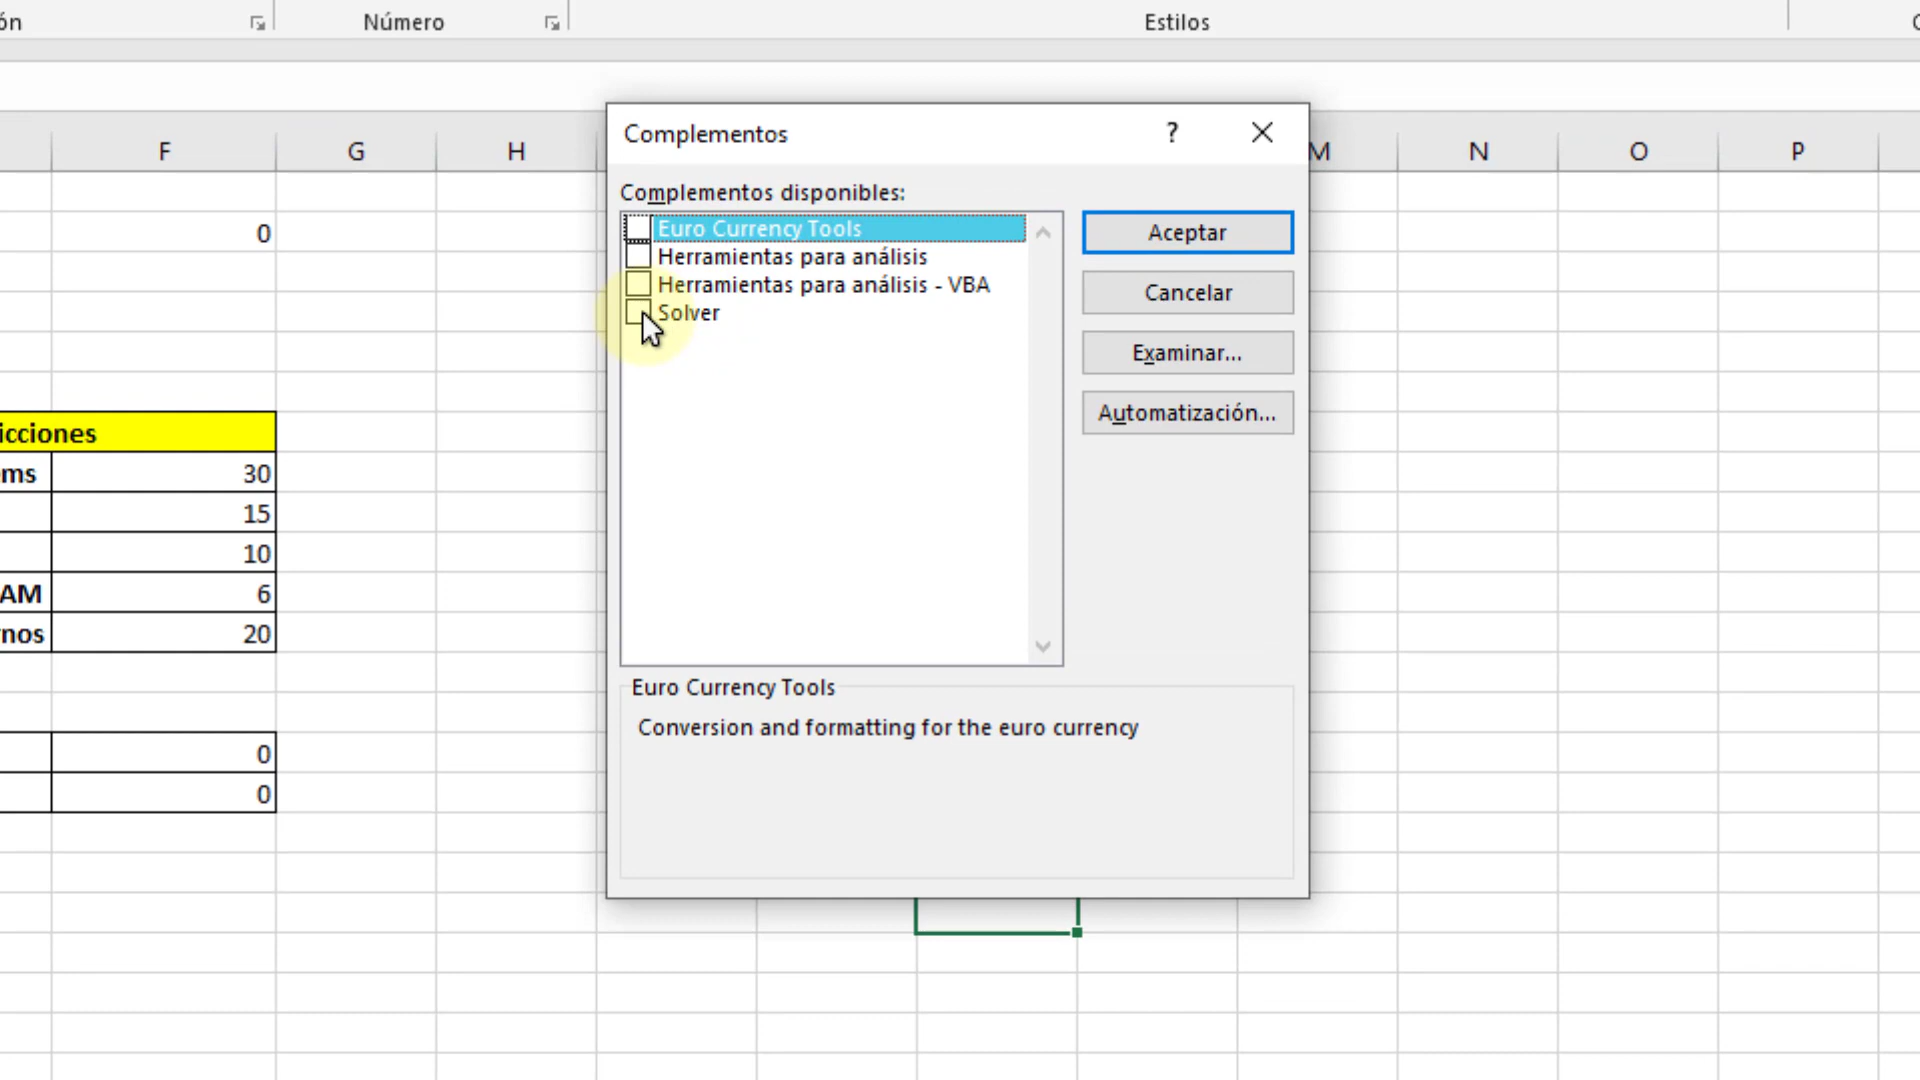 ón
Número
Estilos
F G H M N O P
Complementos ?
Complementos disponibles:
Euro Currency Tools
Herramientas para análisis
Herramientas para análisis - VBA
Solver
Aceptar
Cancelar
Examinar...
Automatización...
Euro Currency Tools
Conversion and formatting for the euro currency
0
icciones
ms 30
15
10
AM 6
nos 20
0
0